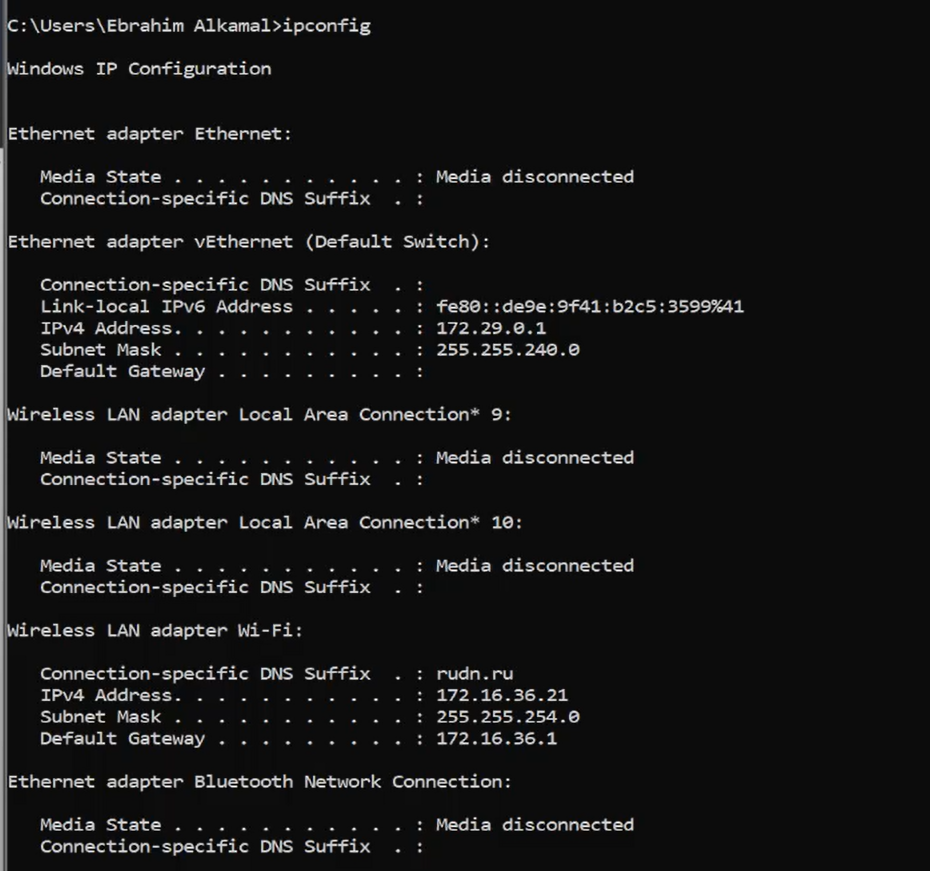 C:\Users\Ebrahim Alkamal>ipconfig
Windows IP Configuration
Ethernet adapter Ethernet:
Media State . . . . . . . . . . . : Media disconnected
Connection-specific DNS Suffix  . :
Ethernet adapter vEthernet (Default Switch):
Connection-specific DNS Suffix  . :
Link-local IPv6 Address . . . . . : fe80::de9e:9f41:b2c5:3599%41
IPv4 Address. . . . . . . . . . . : 172.29.0.1
Subnet Mask . . . . . . . . . . . : 255.255.240.0
Default Gateway . . . . . . . . . :
Wireless LAN adapter Local Area Connection* 9:
Media State . . . . . . . . . . . : Media disconnected
Connection-specific DNS Suffix  . :
Wireless LAN adapter Local Area Connection* 10:
Media State . . . . . . . . . . . : Media disconnected
Connection-specific DNS Suffix  . :
Wireless LAN adapter Wi-Fi:
Connection-specific DNS Suffix  . : rudn.ru
IPv4 Address. . . . . . . . . . . : 172.16.36.21
Subnet Mask . . . . . . . . . . . : 255.255.254.0
Default Gateway . . . . . . . . . : 172.16.36.1
Ethernet adapter Bluetooth Network Connection:
Media State . . . . . . . . . . . : Media disconnected
Connection-specific DNS Suffix  . :